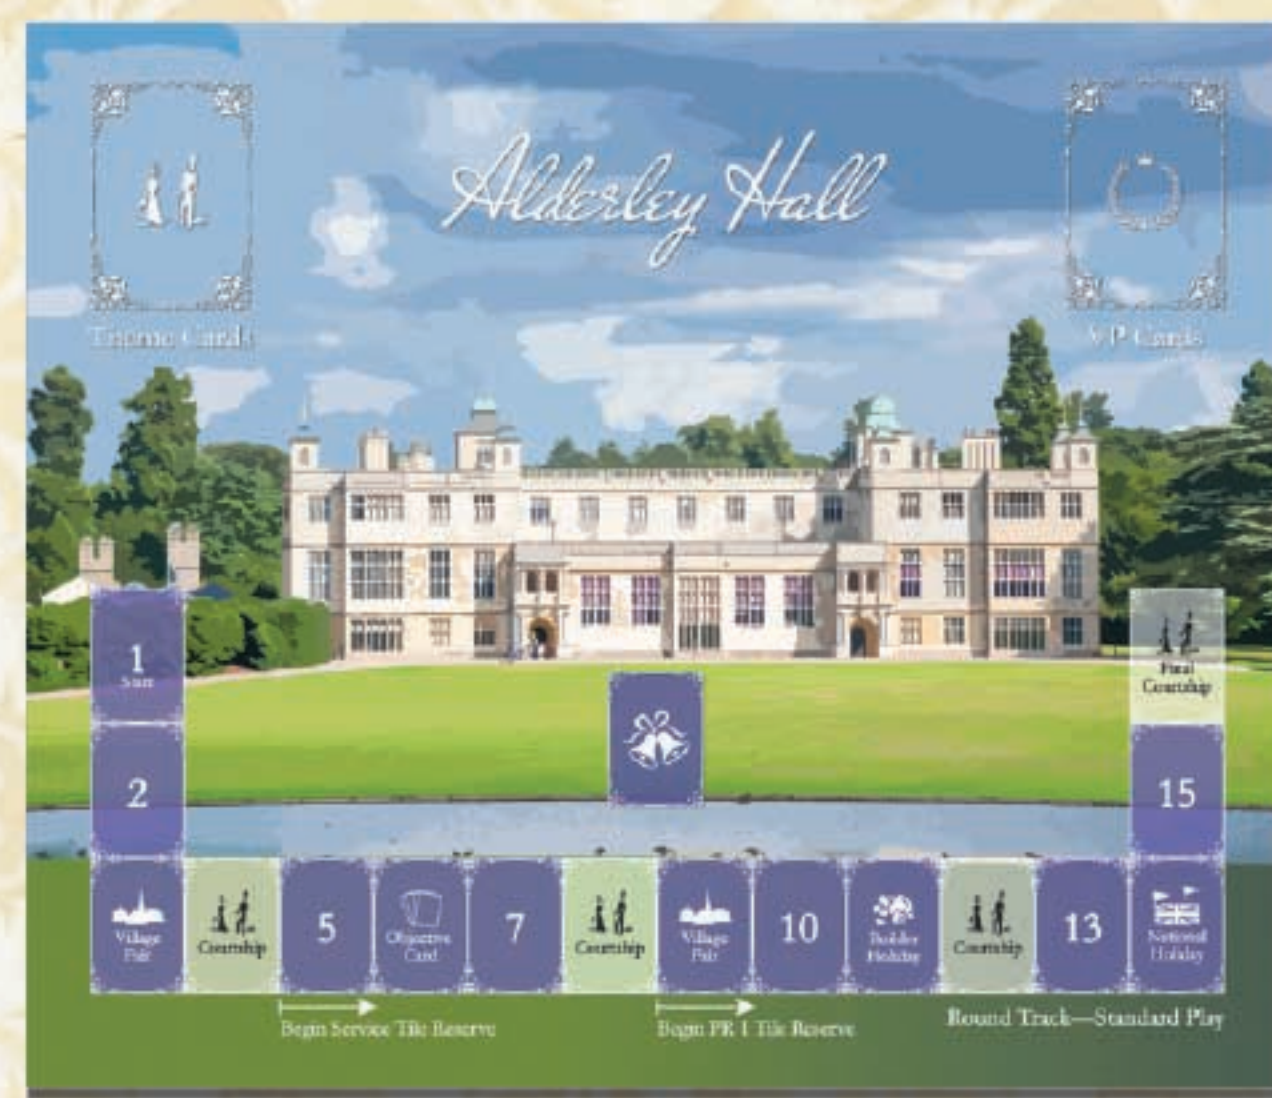 Alderley Hall
Theme Cards
VP Cards
1
Start
Final
Courtship
2
15
Village
Fair
Courtship
5
Objective
Card
7
Courtship
Village
Fair
10
Builder
Holiday
Courtship
13
National
Holiday
Begin Service Tile Reserve
Begin PR 1 Tile Reserve
Round Track—Standard Play